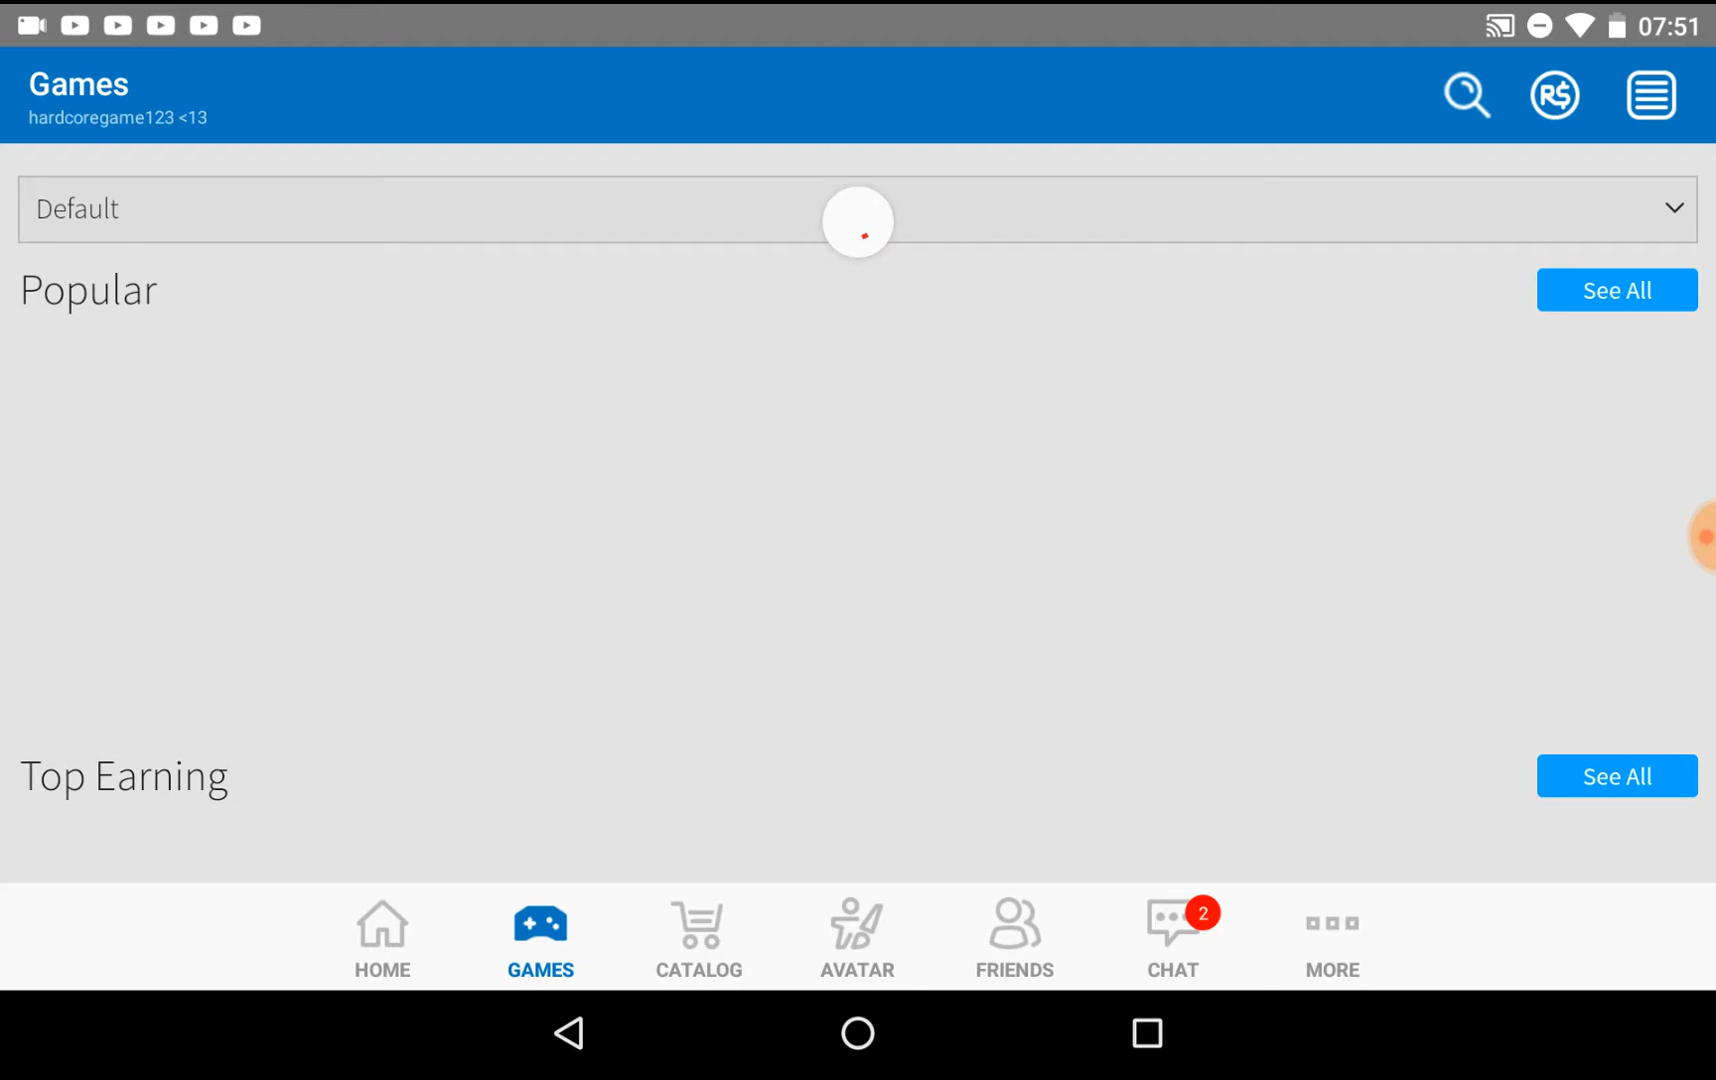 07:51
Games
hardcoregame123 <13
R$
Default
Popular
See All
Top Earning
See All
2
HOME
GAMES
CATALOG
AVATAR
FRIENDS
CHAT
MORE